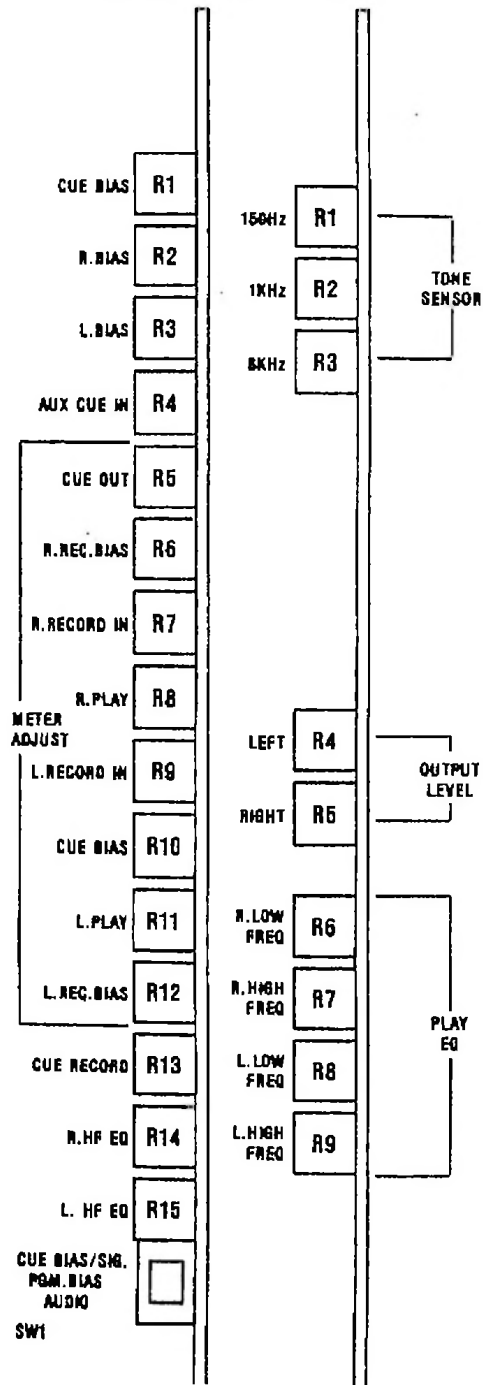 CUE BIAS R1
R.BIAS R2
L.BIAS R3
AUX CUE IN R4
CUE OUT R5
R.REC.BIAS R6
R.RECORD IN R7
R.PLAY R8
METER
ADJUST
L.RECORD IN R9
CUE BIAS R10
L.PLAY R11
L.REC.BIAS R12
CUE RECORD R13
R.HF EQ R14
L. HF EQ R15
CUE BIAS/SIG.
PGM.BIAS
AUDIO
SW1
150Hz R1
1KHz R2
8KHz R3
TONE
SENSOR
LEFT R4
RIGHT R5
OUTPUT
LEVEL
R.LOW
FREQ R6
R.HIGH
FREQ R7
L.LOW
FREQ R8
L.HIGH
FREQ R9
PLAY
EQ